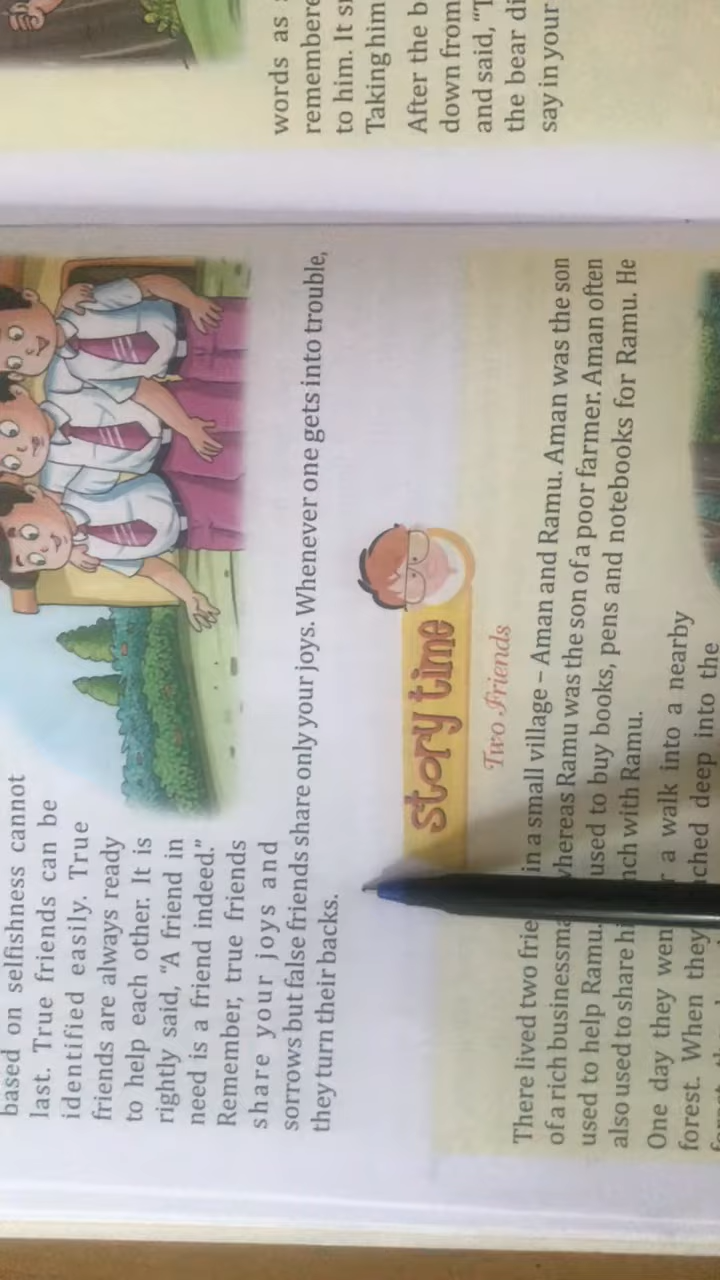 based on selfishness cannot
last. True friends can be
identified easily. True
friends are always ready
to help each other. It is
rightly said, “A friend in
need is a friend indeed.”
Remember, true friends
share your joys and
sorrows but false friends share only your joys. Whenever one gets into trouble,
they turn their backs.
story time
Two Friends
There lived two in a small village – Aman and Ramu. Aman was the son
of a rich whereas Ramu was the son of a poor farmer. Aman often
used to help Ramu. used to buy books, pens and notebooks for Ramu. He
also used to share with Ramu.
One day they a walk into a nearby
forest. When they deep into the
words as
to him. It
Taking him
After the
down from
and said,
the bear
say in your